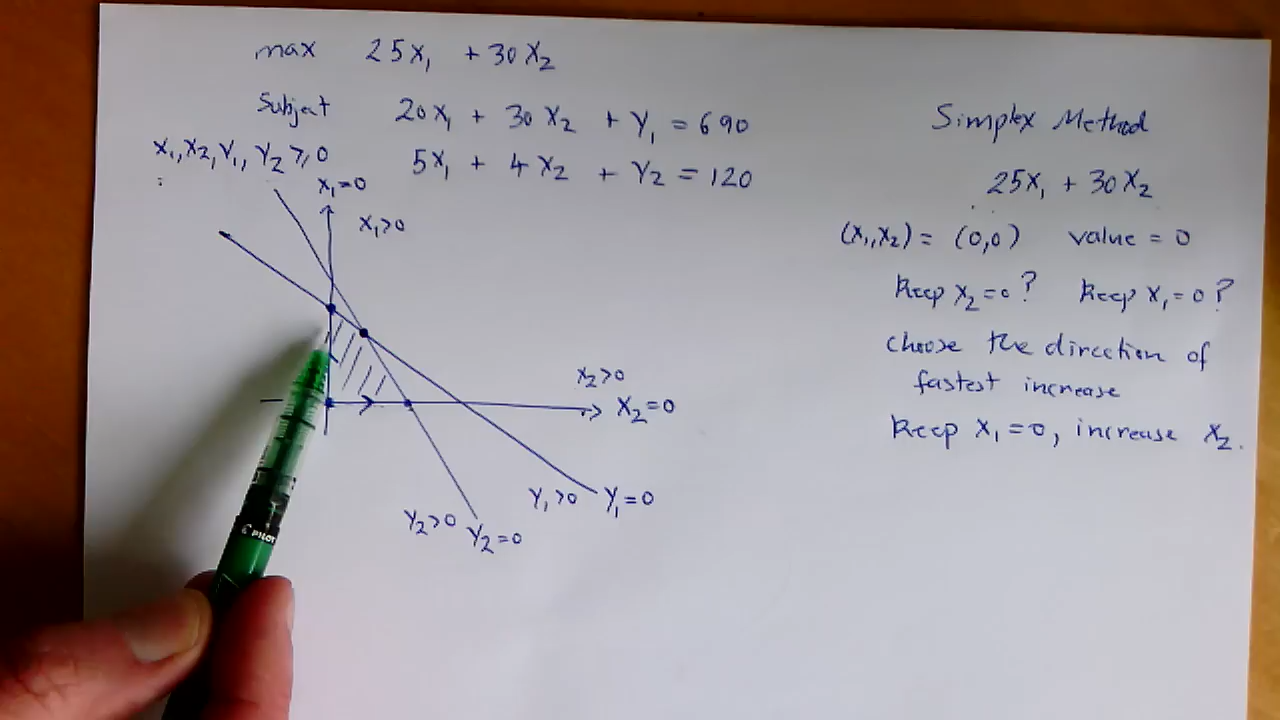 max 25x₁ + 30x₂
Subject 20x₁ + 30x₂ + y₁ = 690
x₁, x₂, y₁, y₂ ≥ 0 5x₁ + 4x₂ + y₂ = 120
x₁=0
x₁>0
x₂>0
x₂=0
y₁>0 y₁=0
y₂>0 y₂=0
PILOT
Simplex Method
25x₁ + 30x₂
(x₁,x₂) = (0,0) value = 0
Keep x₂=0? Keep x₁=0?
choose the direction of
fastest increase
Keep x₁=0, increase x₂.